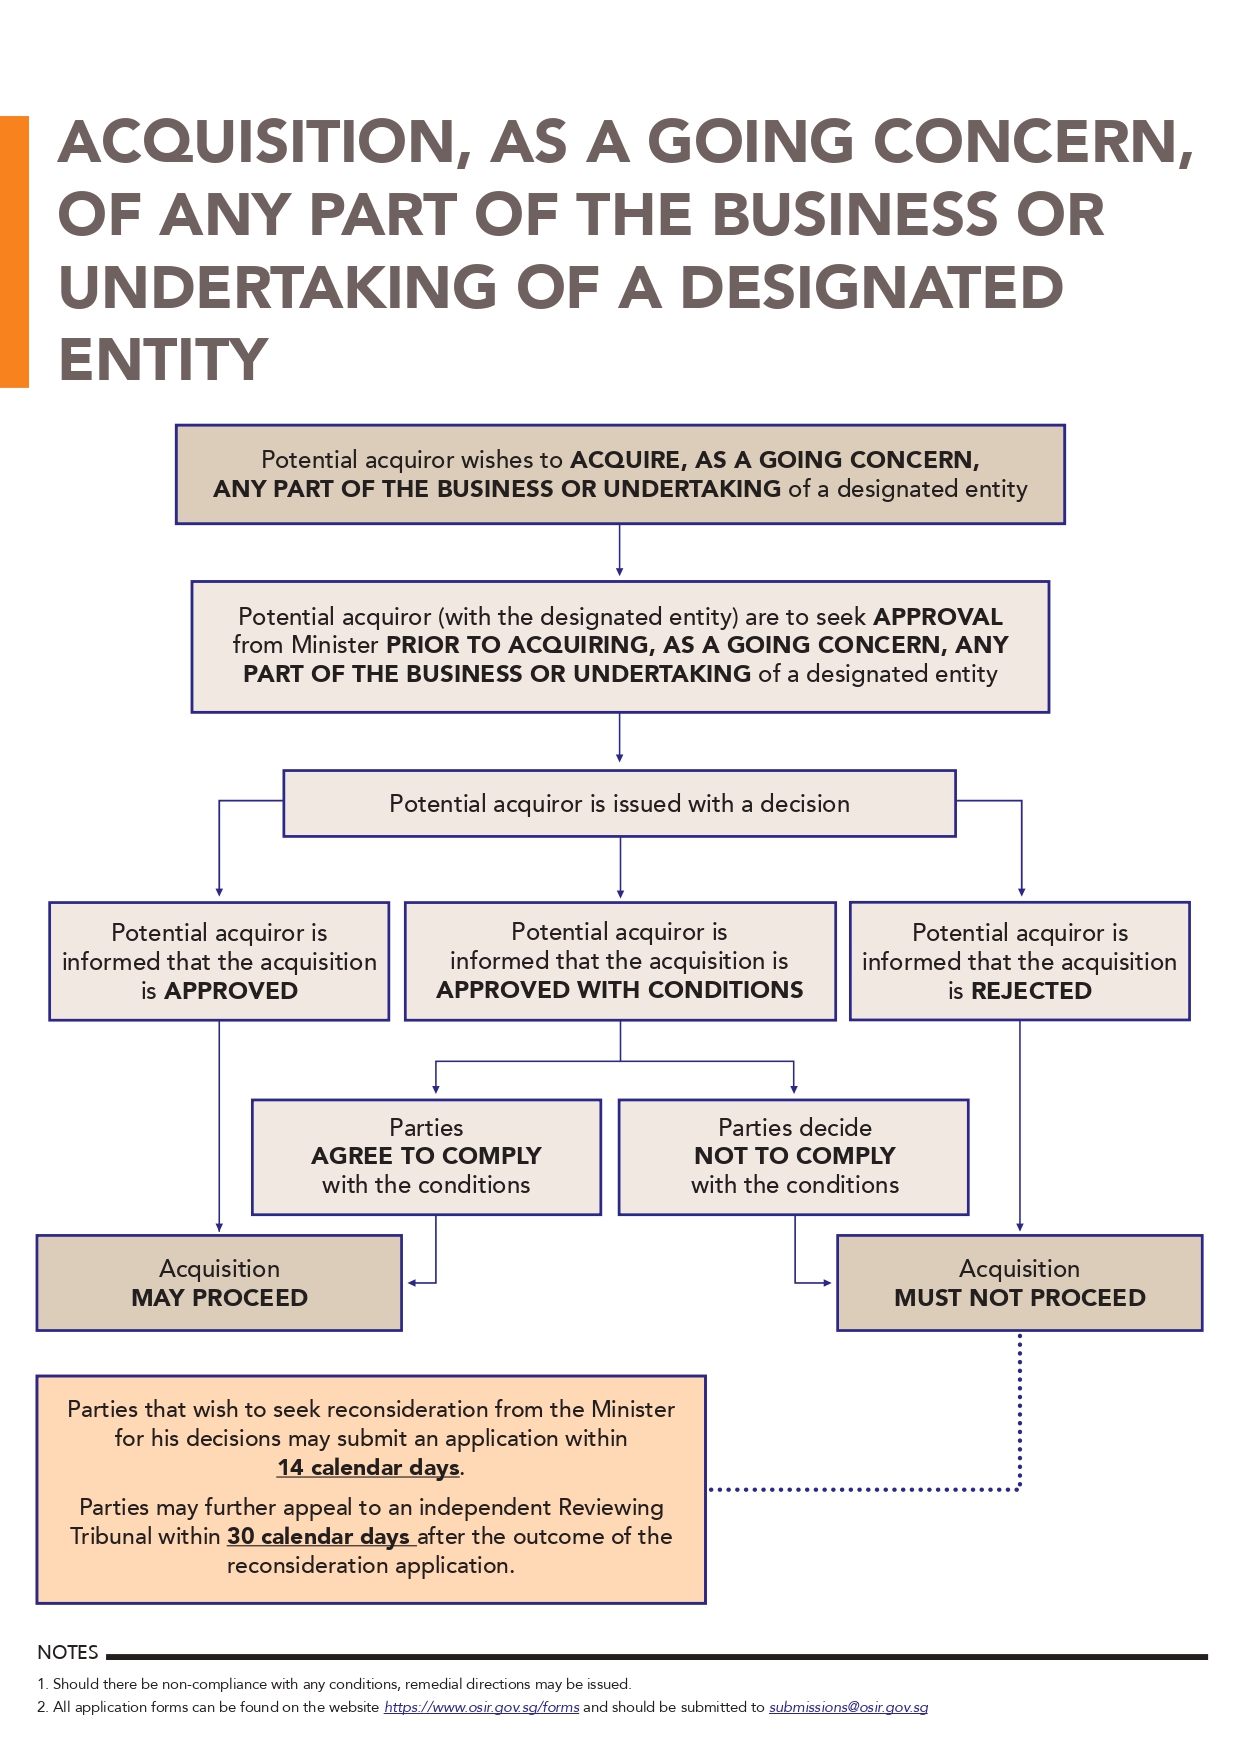 ACQUISITION, AS A GOING CONCERN,
OF ANY PART OF THE BUSINESS OR
UNDERTAKING OF A DESIGNATED
ENTITY
Potential acquiror wishes to ACQUIRE, AS A GOING CONCERN,
ANY PART OF THE BUSINESS OR UNDERTAKING of a designated entity
Potential acquiror (with the designated entity) are to seek APPROVAL
from Minister PRIOR TO ACQUIRING, AS A GOING CONCERN, ANY
PART OF THE BUSINESS OR UNDERTAKING of a designated entity
Potential acquiror is issued with a decision
Potential acquiror is
informed that the acquisition
is APPROVED
Potential acquiror is
informed that the acquisition is
APPROVED WITH CONDITIONS
Potential acquiror is
informed that the acquisition
is REJECTED
Parties
AGREE TO COMPLY
with the conditions
Parties decide
NOT TO COMPLY
with the conditions
Acquisition
MAY PROCEED
Acquisition
MUST NOT PROCEED
Parties that wish to seek reconsideration from the Minister
for his decisions may submit an application within
14 calendar days.
Parties may further appeal to an independent Reviewing
Tribunal within 30 calendar days after the outcome of the
reconsideration application.
NOTES
1. Should there be non-compliance with any conditions, remedial directions may be issued.
2. All application forms can be found on the website https://www.osir.gov.sg/forms and should be submitted to submissions@osir.gov.sg